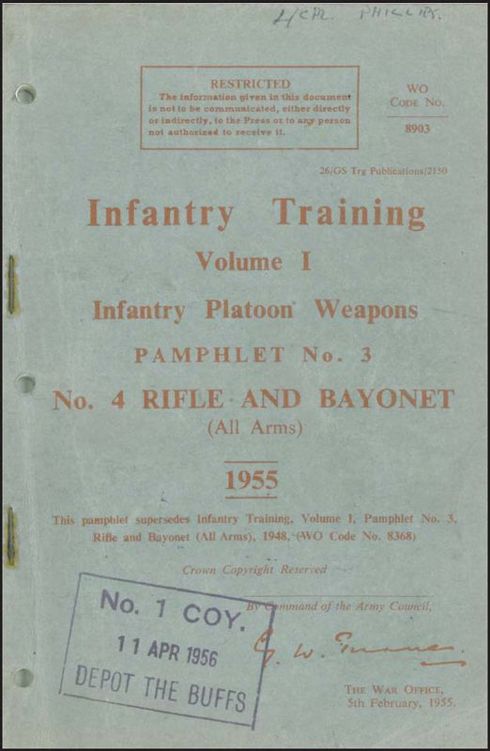 L/CPL PHILLIPS.
RESTRICTED
The information given in this document
is not to be communicated, either directly
or indirectly, to the Press or to any person
not authorized to receive it.
WO
CODE NO.
8903
26/GS Trg Publications/2150
Infantry Training
Volume I
Infantry Platoon Weapons
PAMPHLET No. 3
No. 4 RIFLE AND BAYONET
(All Arms)
1955
This pamphlet supersedes Infantry Training, Volume I, Pamphlet No. 3,
Rifle and Bayonet (All Arms), 1948, (WO Code No. 8368)
Crown Copyright Reserved
By Command of the Army Council,
G. W. Turner
THE WAR OFFICE,
5th February, 1955.
No. 1 COY.
11 APR 1956
DEPOT THE BUFFS